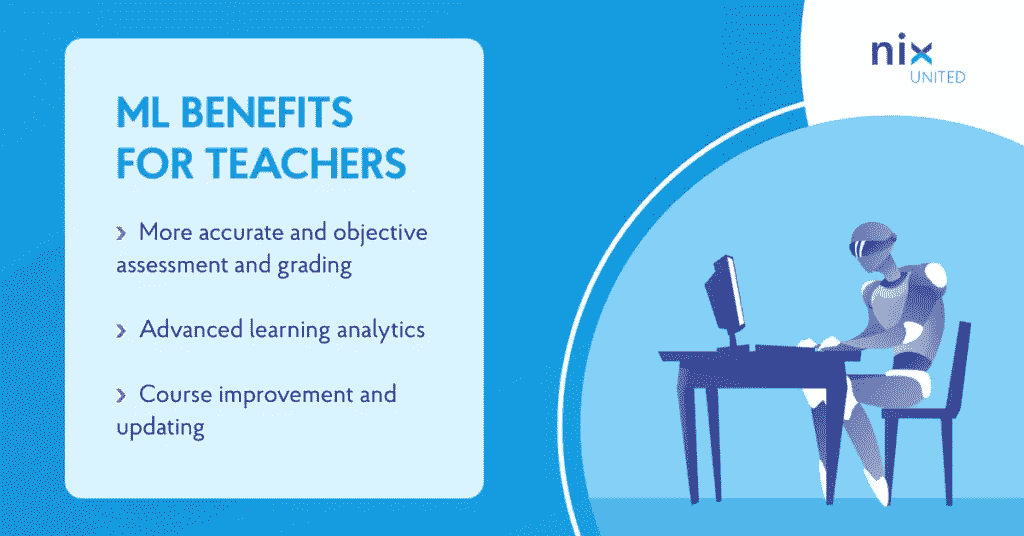 ML BENEFITS
FOR TEACHERS
› More accurate and objective
assessment and grading
› Advanced learning analytics
› Course improvement and
updating
nix
UNITED